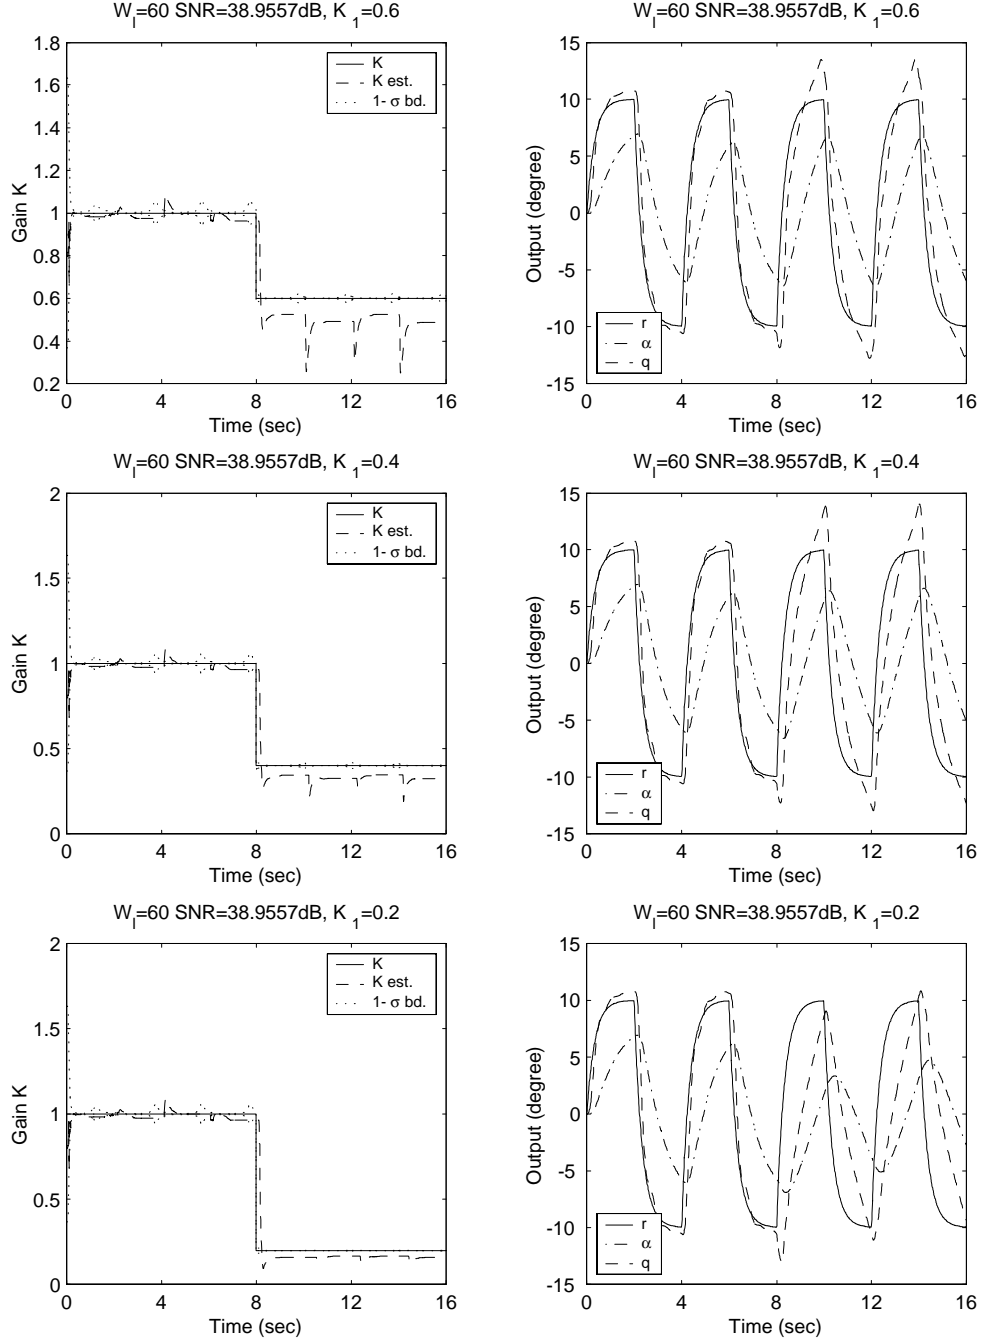 W_l=60 SNR=38.9557dB, K_1=0.6
1.8
1.6
1.4
1.2
1
0.8
0.6
0.4
0.2
Gain K
K
K est.
1- σ bd.
0 4 8 12 16
Time (sec)
W_l=60 SNR=38.9557dB, K_1=0.6
15
10
5
0
-5
-10
-15
Output (degree)
r
α
q
0 4 8 12 16
Time (sec)
W_l=60 SNR=38.9557dB, K_1=0.4
2
1.5
1
0.5
0
Gain K
K
K est.
1- σ bd.
0 4 8 12 16
Time (sec)
W_l=60 SNR=38.9557dB, K_1=0.4
15
10
5
0
-5
-10
-15
Output (degree)
r
α
q
0 4 8 12 16
Time (sec)
W_l=60 SNR=38.9557dB, K_1=0.2
2
1.5
1
0.5
0
Gain K
K
K est.
1- σ bd.
0 4 8 12 16
Time (sec)
W_l=60 SNR=38.9557dB, K_1=0.2
15
10
5
0
-5
-10
-15
Output (degree)
r
α
q
0 4 8 12 16
Time (sec)